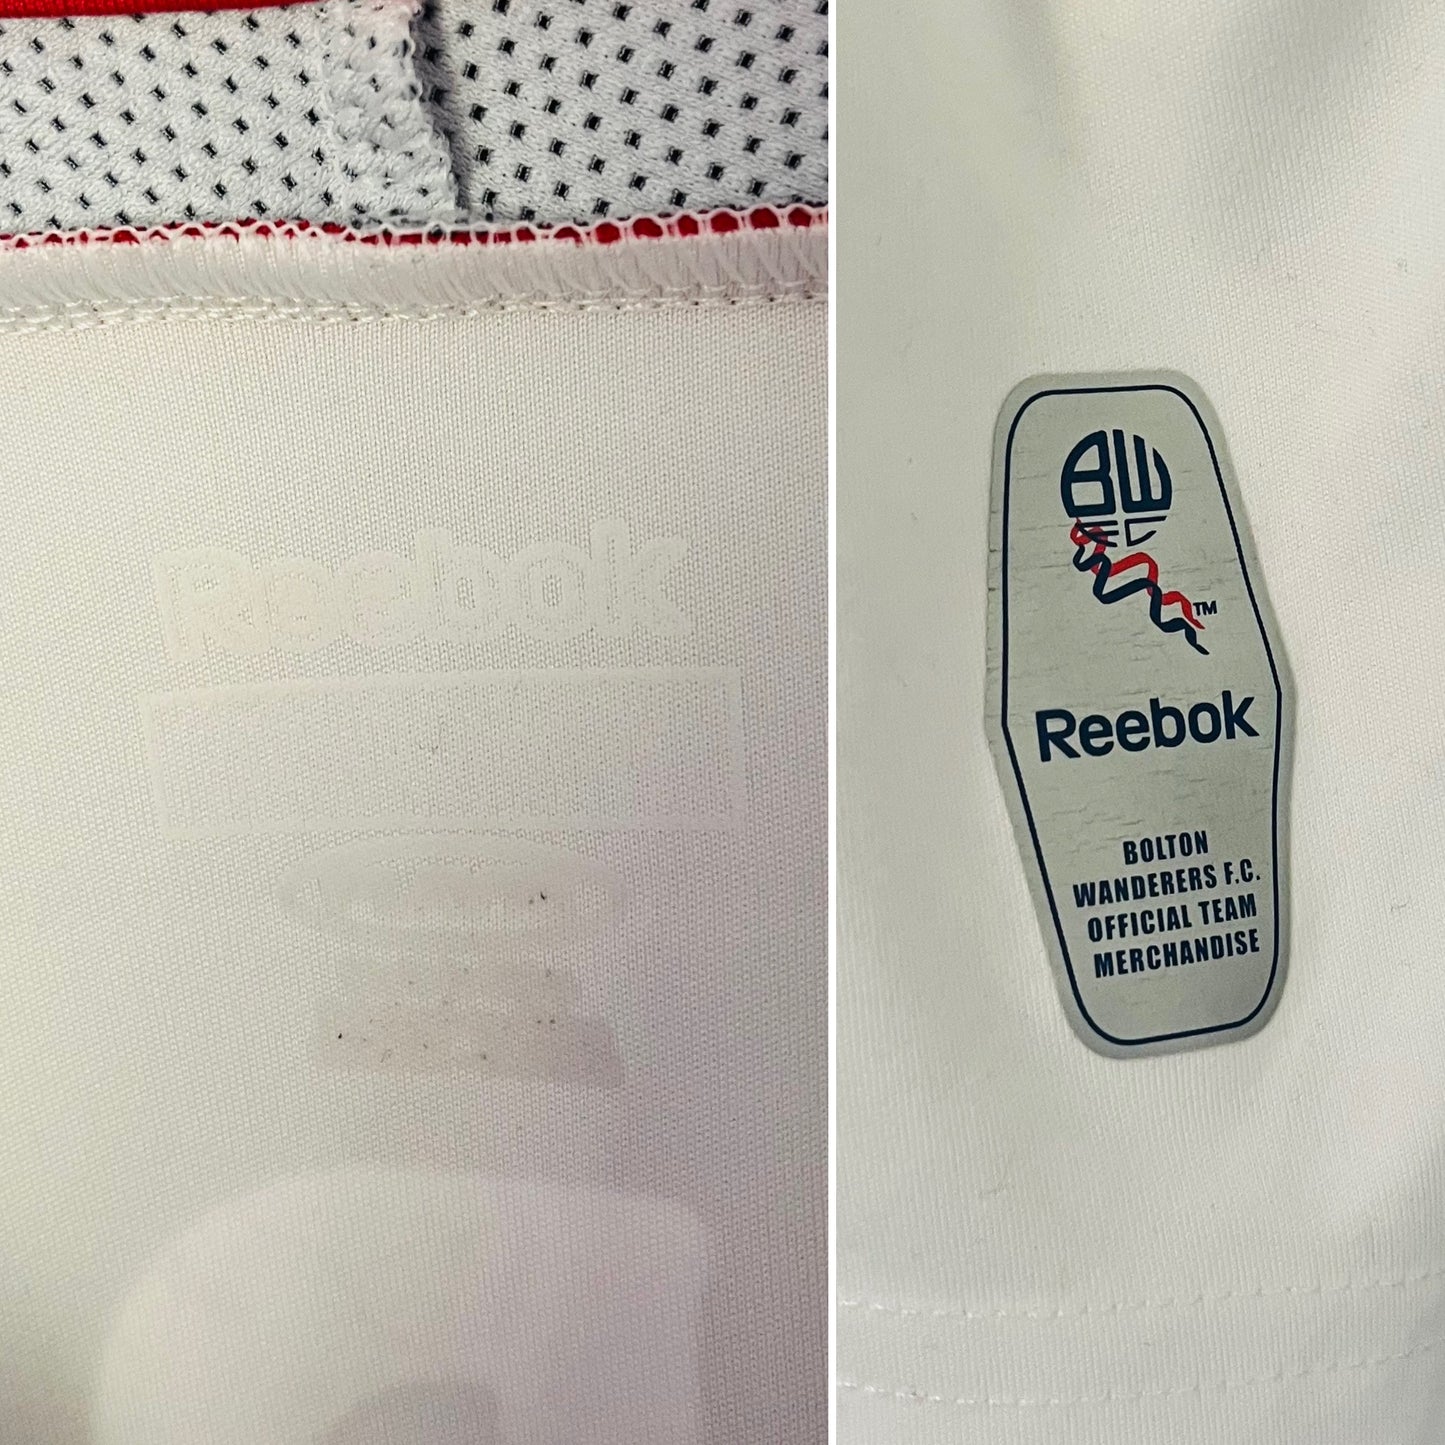 Reebok
BW
FC
TM
Reebok
BOLTON
WANDERERS F.C.
OFFICIAL TEAM
MERCHANDISE